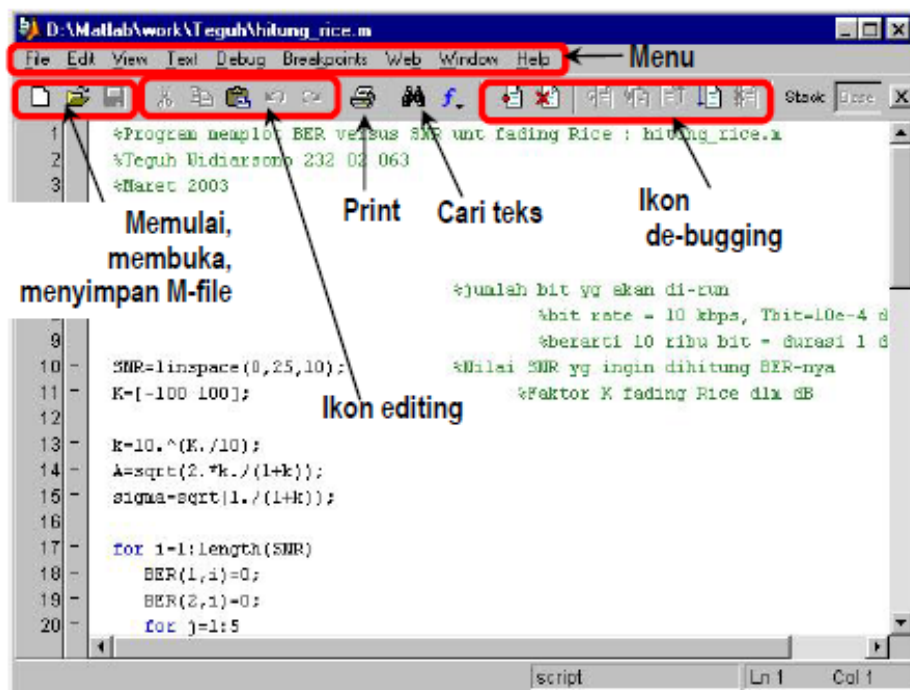 D:\Matlab\work\Teguh\hitung_rice.m
File Edit View Text Debug Breakpoints Web Window Help
Menu
Stack: Base X
1 %Program memplot BER versus SNR unt fading Rice : hitung_rice.m
2 %Teguh Widiarsono 232 02 063
3 %Maret 2003
Memulai,
membuka,
menyimpan M-file
Print
Cari teks
Ikon
de-bugging
%jumlah bit yg akan di-run
%bit rate = 10 kbps, Tbit=10e-4 d
9 %berarti 10 ribu bit = durasi 1 d
10 - SNR=linspace(0,25,10); %Nilai SNR yg ingin dihitung BER-nya
11 - K=[-100 100]; %Faktor K fading Rice dlm dB
Ikon editing
12
13 - k=10.^(K./10);
14 - A=sqrt(2.*k./(1+k));
15 - sigma=sqrt(1./(1+k));
16
17 - for i=1:length(SNR)
18 - BER(1,i)=0;
19 - BER(2,i)=0;
20 - for j=1:5
script Ln 1 Col 1